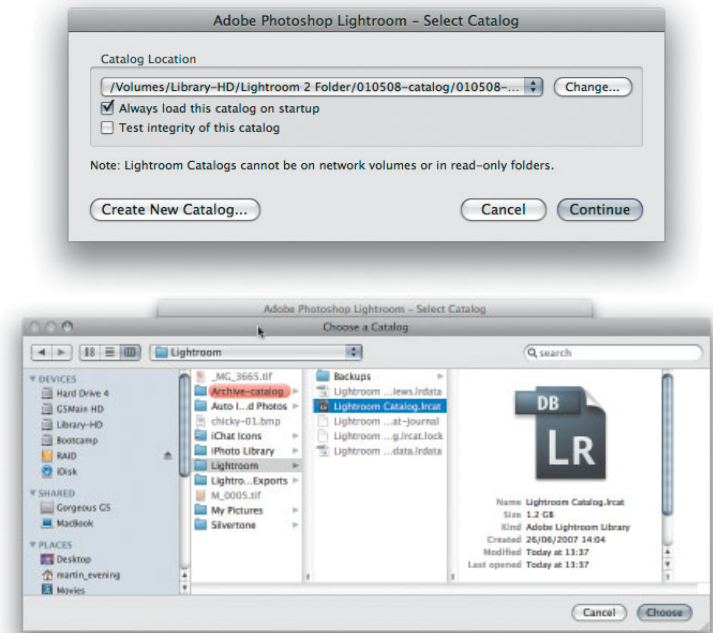 Adobe Photoshop Lightroom – Select Catalog
Catalog Location
/Volumes/Library-HD/Lightroom 2 Folder/010508-catalog/010508-...
Change...
Always load this catalog on startup
Test integrity of this catalog
Note: Lightroom Catalogs cannot be on network volumes or in read-only folders.
Create New Catalog...
Cancel
Continue
Adobe Photoshop Lightroom – Select Catalog
Choose a Catalog
Lightroom
search
DEVICES
Hard Drive 4
G5Main HD
Library-HD
Bootcamp
RAID
iDisk
SHARED
Gorgeous G5
MacBook
PLACES
Desktop
martin_evening
Movies
_MG_3665.tif
Archive-catalog
Auto I...d Photos
chicky-01.bmp
iChat Icons
iPhoto Library
Lightroom
Lightro...Exports
M_0005.tif
My Pictures
Silvertone
Backups
Lightroom ...iews.lrdata
Lightroom Catalog.lrcat
Lightroom ...at-journal
Lightroom ...g.lrcat.lock
Lightroom ...data.lrdata
DB
LR
Name Lightroom Catalog.lrcat
Size 1.2 GB
Kind Adobe Lightroom Library
Created 26/06/2007 14:04
Modified Today at 13:37
Last opened Today at 13:37
Cancel
Choose